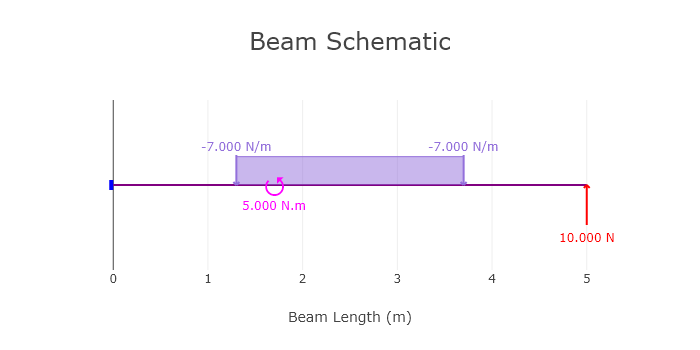 Beam Schematic
-7.000 N/m
-7.000 N/m
5.000 N.m
10.000 N
0
1
2
3
4
5
Beam Length (m)